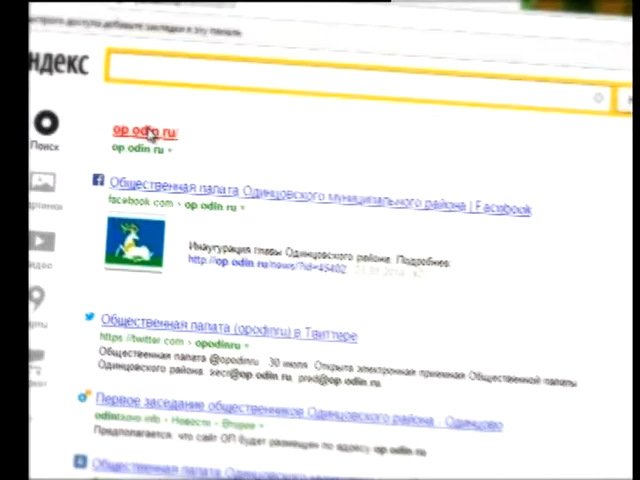 ндекс
op odin ru
op odin ru
Поиск
Общественная палата Одинцовского муниципального района | Facebook
facebook.com › op odin ru
Инаугурация главы Одинцовского района. Подробнее:
http://op.odin.ru/news/?id=45402
Общественная палата (opodinru) в Твиттере
https://twitter.com › opodinru
Общественная палата @opodinru 30 июля Открыта электронная приемная Общественной палаты
Одинцовского района secr@op.odin.ru pred@op.odin.ru
Первое заседание общественников Одинцовского района - Одинцово
odintsovo.info › Новости ›
Предполагается, что сайт ОП будет размещен по адресу op.odin.ru
Общественная палата Одинцовского